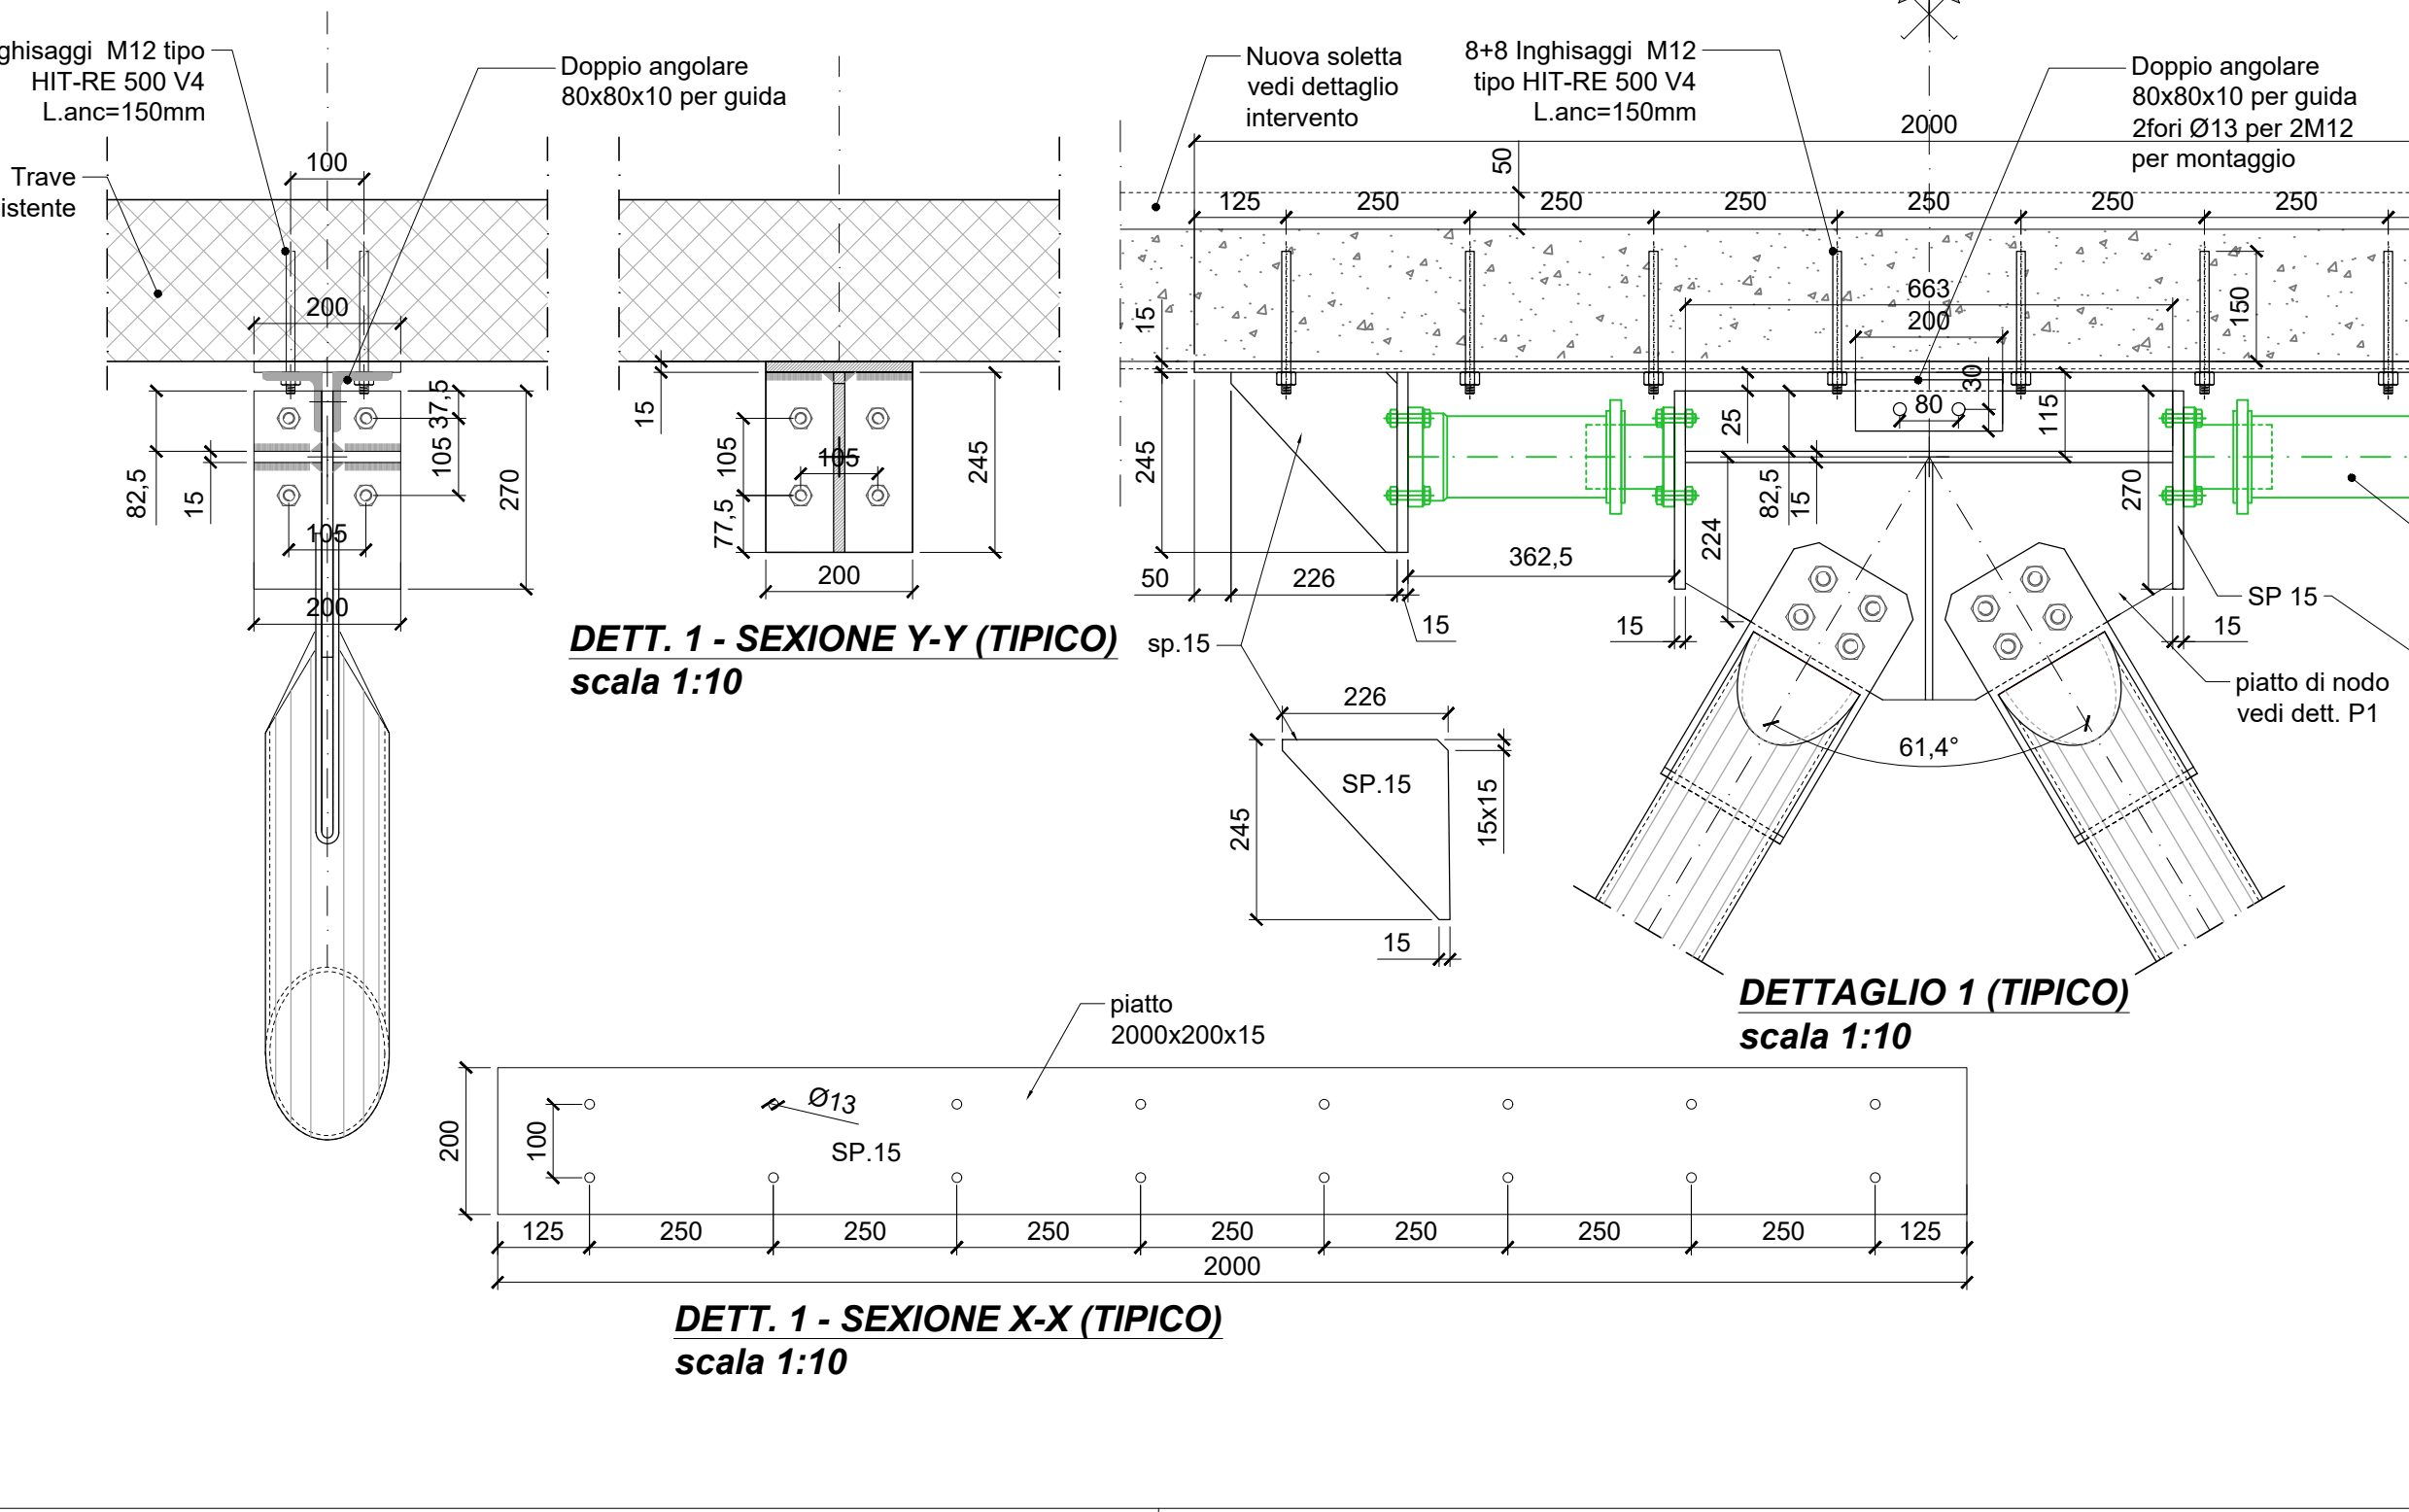 M12 tipo
HIT-RE 500 V4
L.anc=150mm
Trave
Doppio angolare
80x80x10 per guida
100
200
82,5
15
37,5
105
270
105
200
15
105
77,5
105
245
200
DETT. 1 - SEXIONE Y-Y (TIPICO)
scala 1:10
Nuova soletta
vedi dettaglio
intervento
8+8 Inghisaggi M12
tipo HIT-RE 500 V4
L.anc=150mm
Doppio angolare
80x80x10 per guida
2fori Ø13 per 2M12
per montaggio
2000
50
125
250
250
250
250
250
250
15
663
200
150
30
80
25
115
245
82,5
15
224
270
362,5
50
226
15
15
15
sp.15
SP 15
piatto di nodo
vedi dett. P1
61,4°
226
SP.15
245
15x15
15
DETTAGLIO 1 (TIPICO)
scala 1:10
piatto
2000x200x15
Ø13
SP.15
200
100
125
250
250
250
250
250
250
250
125
2000
DETT. 1 - SEXIONE X-X (TIPICO)
scala 1:10